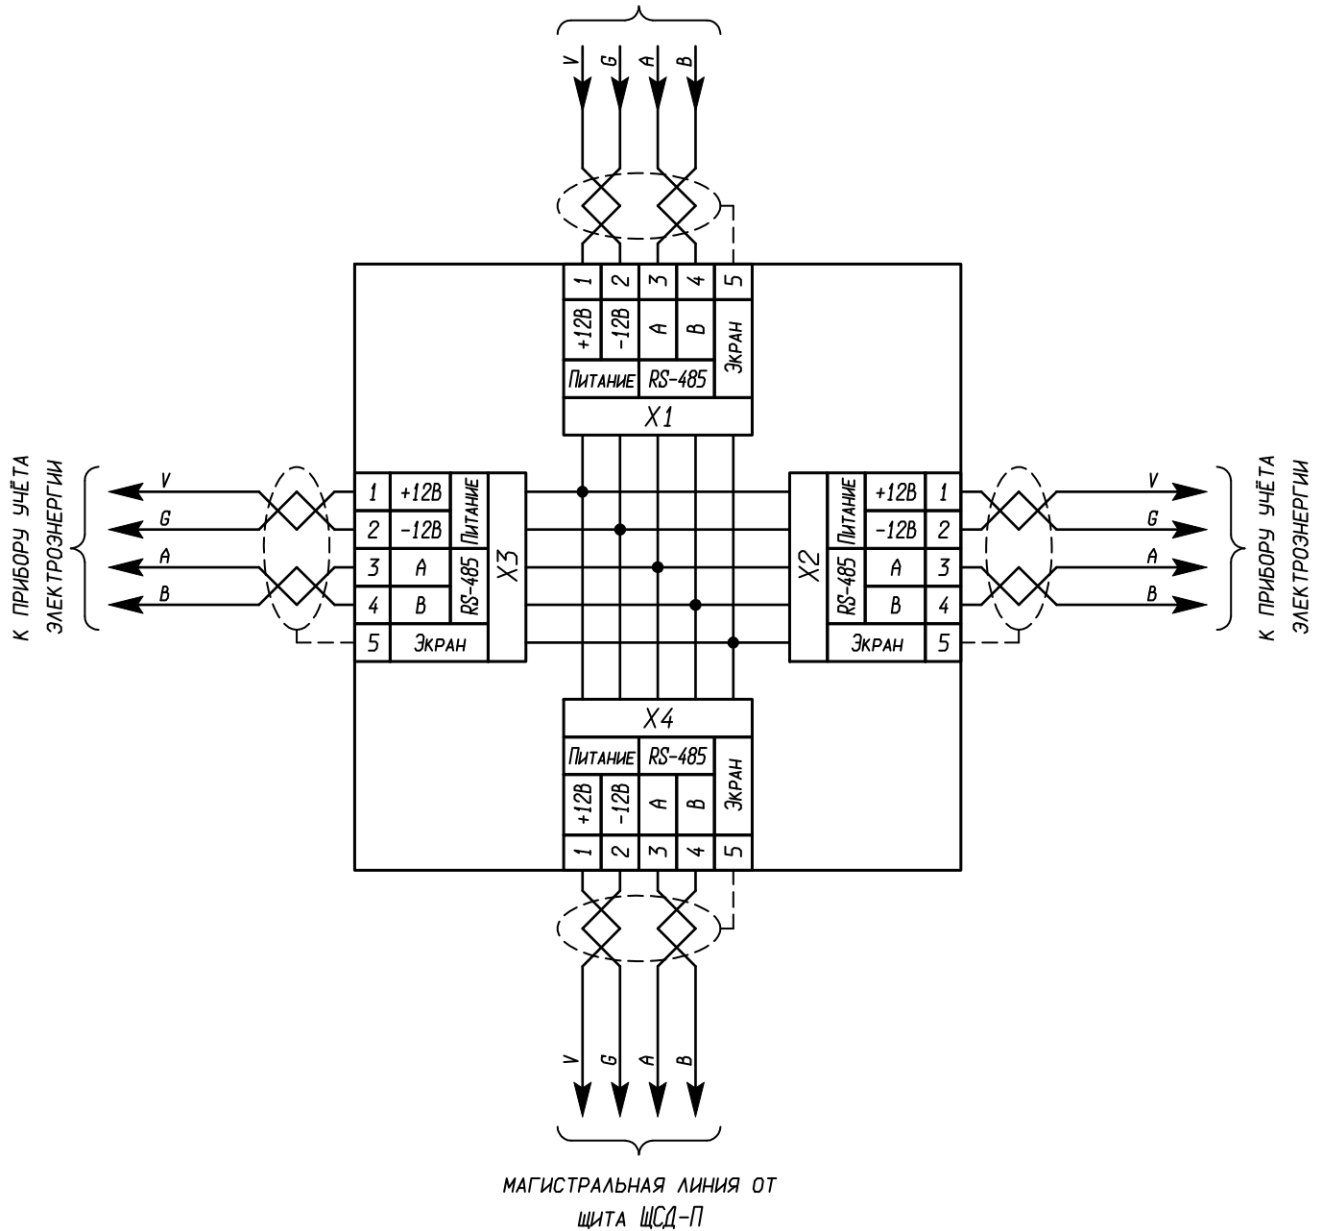 V G A B
1 2 3 4 5
+12В -12В А В Экран
Питание RS-485
X1
К ПРИБОРУ УЧЁТА
ЭЛЕКТРОЭНЕРГИИ
V
G
A
B
1 +12В Питание
2 -12В
3 А RS-485
4 В
5 Экран
X3
X2
Питание +12В 1
-12В 2
RS-485 А 3
В 4
Экран 5
V
G
A
B
К ПРИБОРУ УЧЁТА
ЭЛЕКТРОЭНЕРГИИ
X4
Питание RS-485 Экран
+12В -12В А В
1 2 3 4 5
V G A B
МАГИСТРАЛЬНАЯ ЛИНИЯ ОТ
ЩИТА ЩСД-П